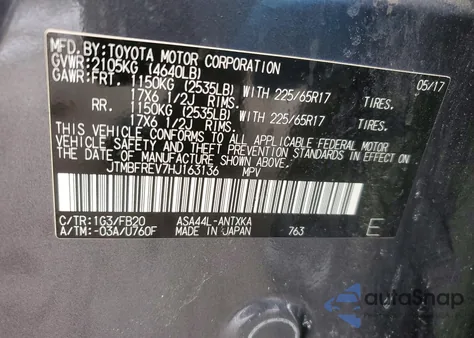 MFD.BY:TOYOTA MOTOR CORPORATION
GVWR:2105KG (4640LB) 05/17
GAWR:FRT. 1150KG (2535LB) WITH 225/65R17 TIRES.
17X6 1/2J RIMS.
RR. 1150KG (2535LB) WITH 225/65R17 TIRES.
17X6 1/2J RIMS.
THIS VEHICLE CONFORMS TO ALL APPLICABLE FEDERAL MOTOR
VEHICLE SAFETY AND BUMPER STANDARDS IN EFFECT ON
THE DATE OF MANUFACTURE SHOWN ABOVE.
JTMBFREV7HJ163136 MPV
C/TR:1G3/FB20 ASA44L-ANTXKA
A/TM:-03A/U760F MADE IN JAPAN 763 E
autoSnap